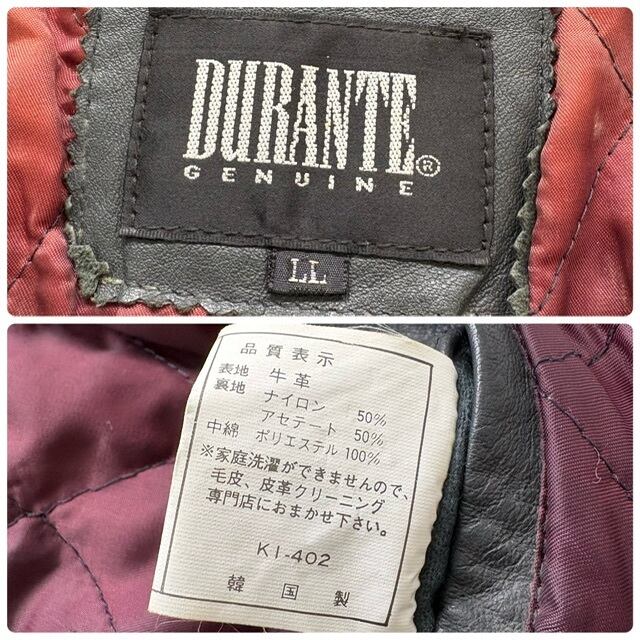 DURANTE®
GENUINE
LL
品質表示
表地 牛革
裏地 ナイロン 50%
アセテート 50%
中綿 ポリエステル 100%
※家庭洗濯ができませんので、
毛皮、皮革クリーニング
専門店におまかせ下さい。
KI-402
韓国製